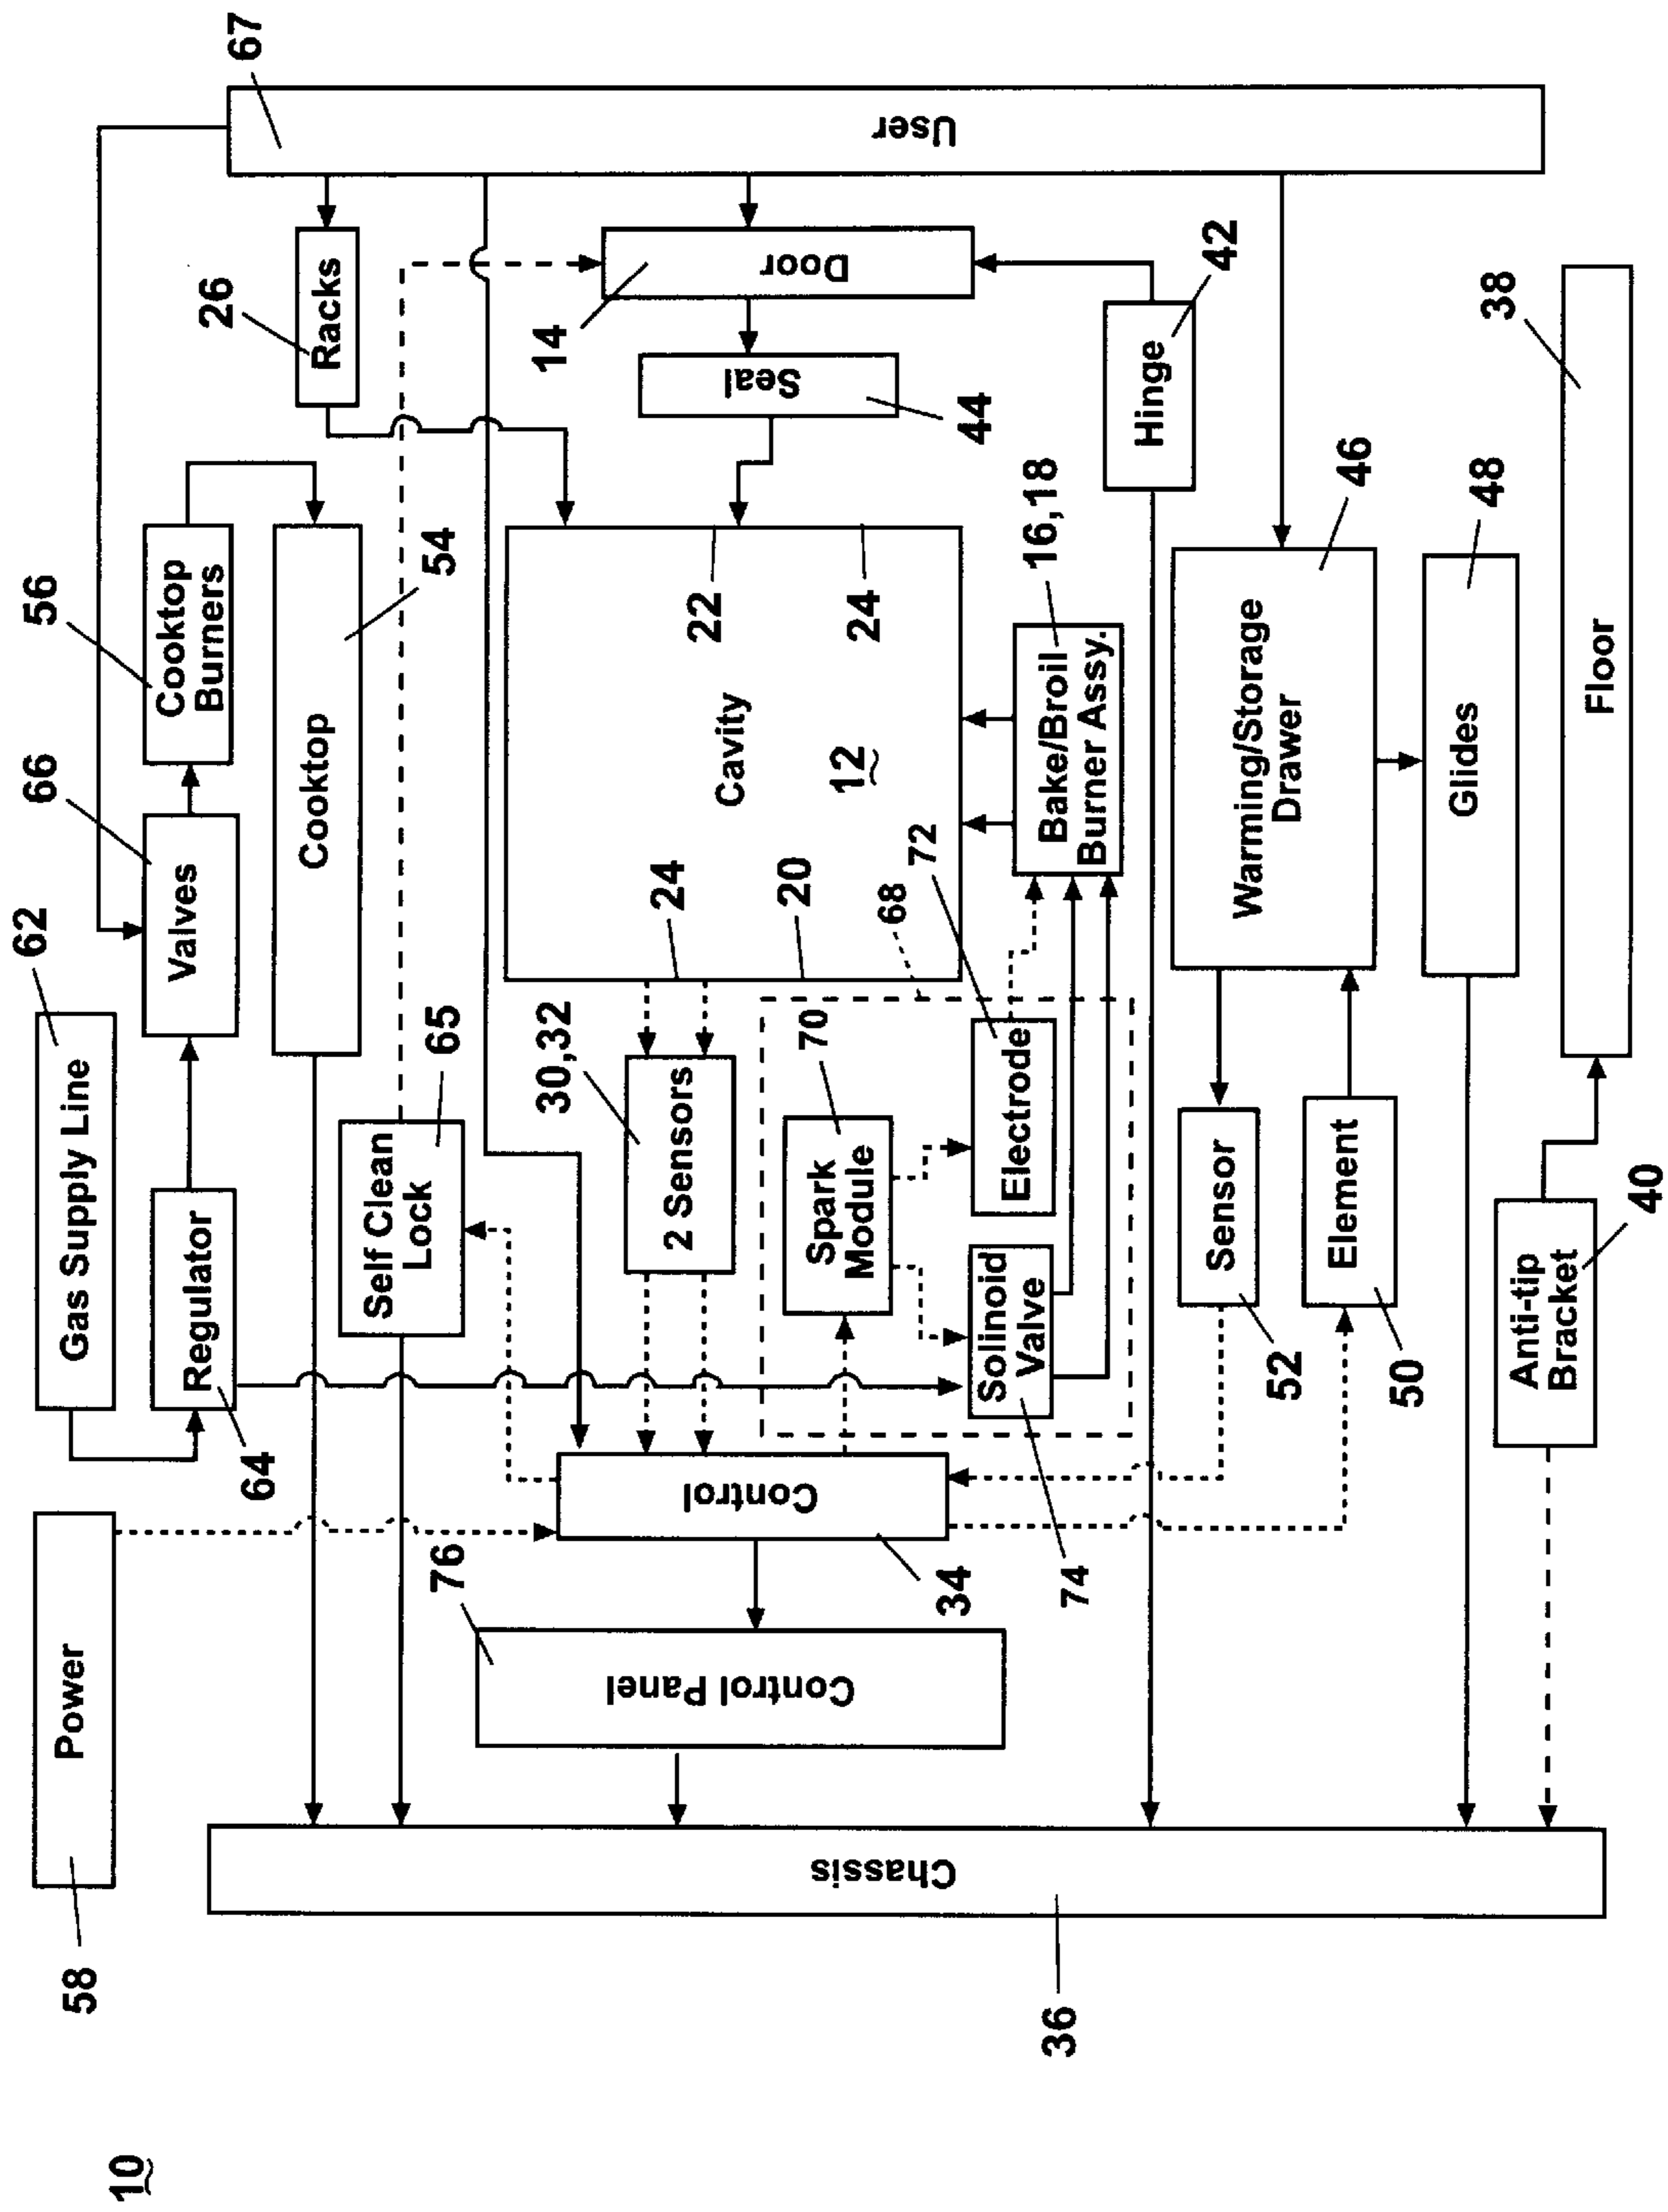 10
58
Power
62
Gas Supply Line
64
Regulator
66
Valves
56
Cooktop
Burners
Cooktop
54
26
Racks
67
User
65
Self Clean
Lock
76
Control Panel
Control
34
30,32
2 Sensors
24
20
Cavity
12
22
24
44
Seal
14
Door
70
Spark
Module
68
72
Electrode
74
Solinoid
Valve
Bake/Broil
Burner Assy.
16,18
Hinge
42
36
Chassis
52
Sensor
50
Element
Warming/Storage
Drawer
46
Glides
48
Anti-tip
Bracket
40
Floor
38